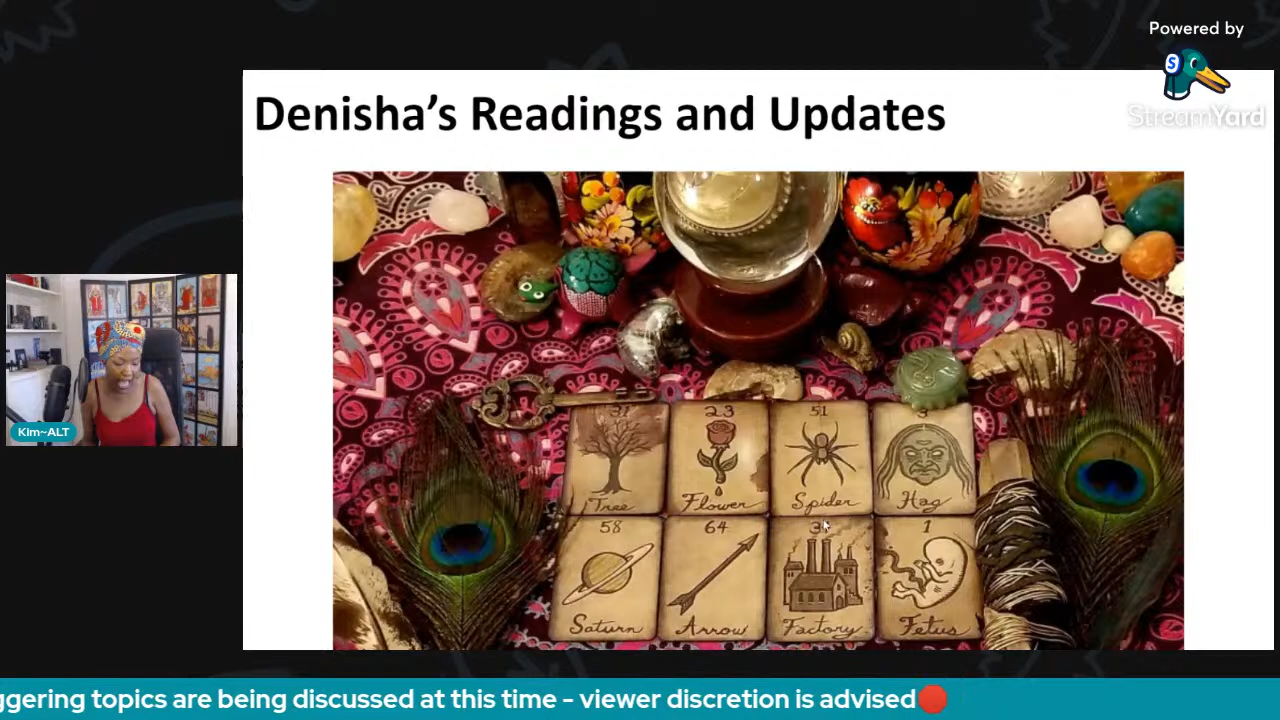 Powered by
StreamYard
Denisha's Readings and Updates
31
23
51
3
Tree
Flower
Spider
Hag
58
64
1
Saturn
Arrow
Factory
Fetus
Kim~ALT
ggering topics are being discussed at this time - viewer discretion is advised